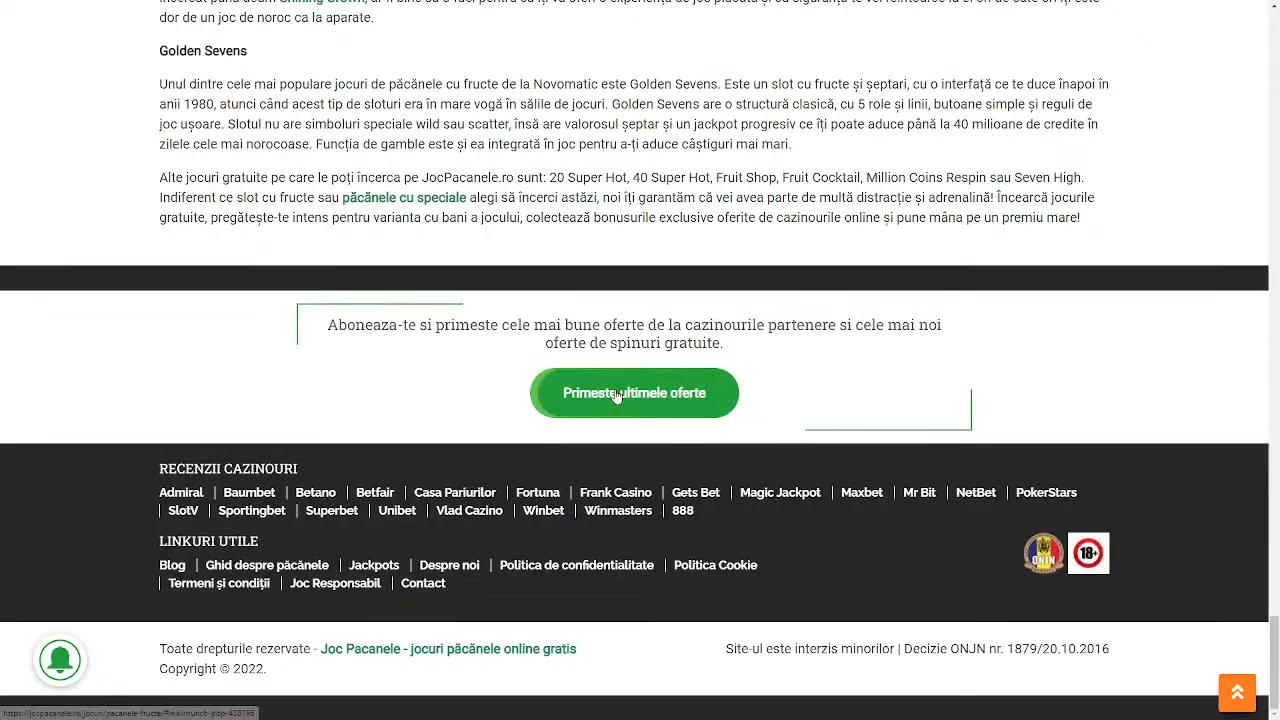 dor de un joc de noroc ca la aparate.
Golden Sevens
Unul dintre cele mai populare jocuri de păcănele cu fructe de la Novomatic este Golden Sevens. Este un slot cu fructe și șeptari, cu o interfață ce te duce înapoi în
anii 1980, atunci când acest tip de sloturi era în mare vogă în sălile de jocuri. Golden Sevens are o structură clasică, cu 5 role și linii, butoane simple și reguli de
joc ușoare. Slotul nu are simboluri speciale wild sau scatter, însă are valorosul șeptar și un jackpot progresiv ce îți poate aduce până la 40 milioane de credite în
zilele cele mai norocoase. Funcția de gamble este și ea integrată în joc pentru a-ți aduce câștiguri mai mari.
Alte jocuri gratuite pe care le poți încerca pe JocPacanele.ro sunt: 20 Super Hot, 40 Super Hot, Fruit Shop, Fruit Cocktail, Million Coins Respin sau Seven High.
Indiferent ce slot cu fructe sau păcănele cu speciale alegi să încerci astăzi, noi îți garantăm că vei avea parte de multă distracție și adrenalină! Încearcă jocurile
gratuite, pregătește-te intens pentru varianta cu bani a jocului, colectează bonusurile exclusive oferite de cazinourile online și pune mâna pe un premiu mare!
Aboneaza-te si primeste cele mai bune oferte de la cazinourile partenere si cele mai noi
oferte de spinuri gratuite.
Primeste ultimele oferte
RECENZII CAZINOURI
Admiral | Baumbet | Betano | Betfair | Casa Pariurilor | Fortuna | Frank Casino | Gets Bet | Magic Jackpot | Maxbet | Mr Bit | NetBet | PokerStars
| SlotV | Sportingbet | Superbet | Unibet | Vlad Cazino | Winbet | Winmasters | 888
LINKURI UTILE
Blog | Ghid despre păcănele | Jackpots | Despre noi | Politica de confidentialitate | Politica Cookie
| Termeni și condiții | Joc Responsabil | Contact
ONJN
18+
Toate drepturile rezervate - Joc Pacanele - jocuri păcănele online gratis
Copyright © 2022.
Site-ul este interzis minorilor | Decizie ONJN nr. 1879/20.10.2016
https://jocpacanele.ro/jocuri/pacanele-fructe/#mailmunch-pop-438196